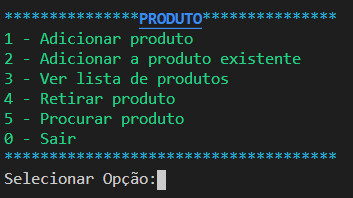 ***************PRODUTO***************
1 - Adicionar produto
2 - Adicionar a produto existente
3 - Ver lista de produtos
4 - Retirar produto
5 - Procurar produto
0 - Sair
*************************************
Selecionar Opção: